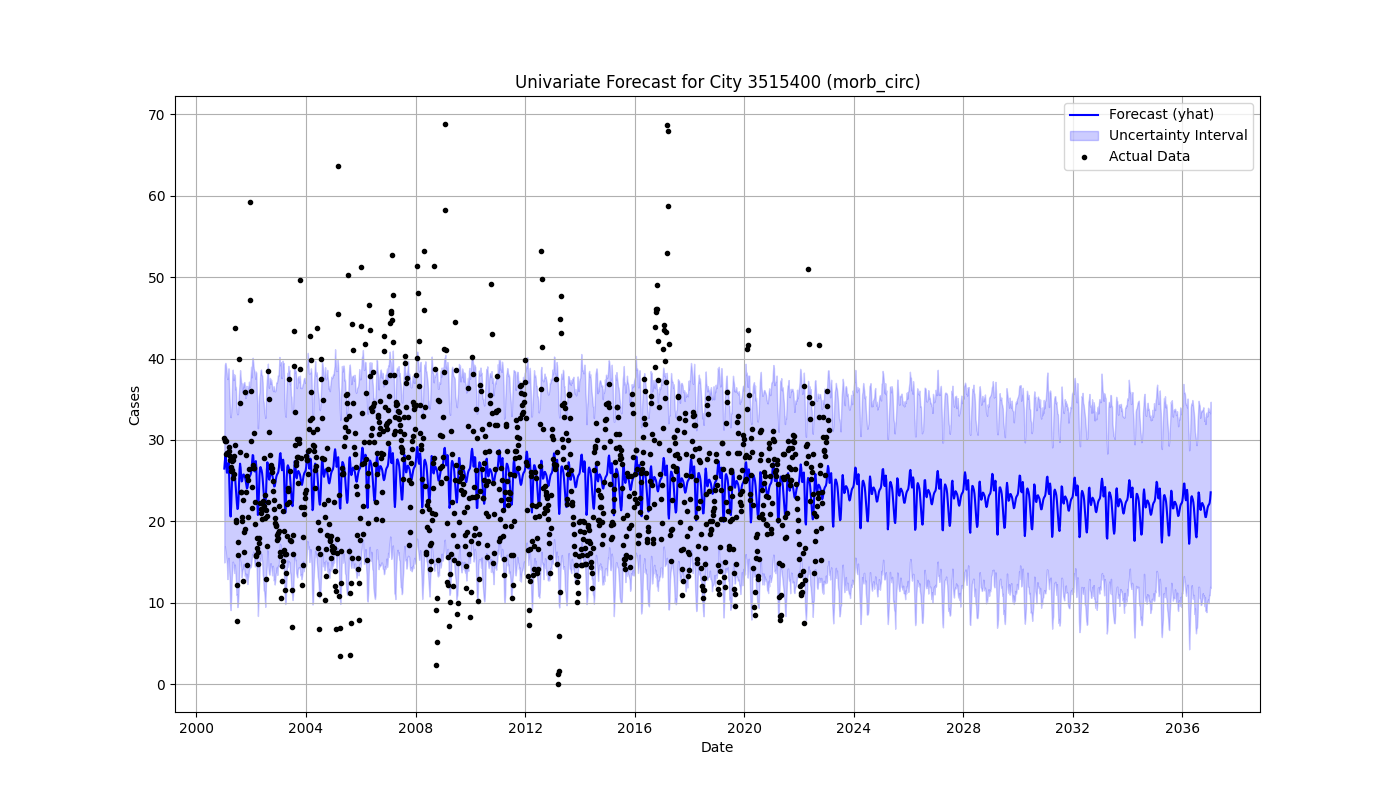 Univariate Forecast for City 3515400 (morb_circ)
Forecast (yhat)
Uncertainty Interval
Actual Data
70
60
50
40
30
20
10
0
Cases
2000 2004 2008 2012 2016 2020 2024 2028 2032 2036
Date